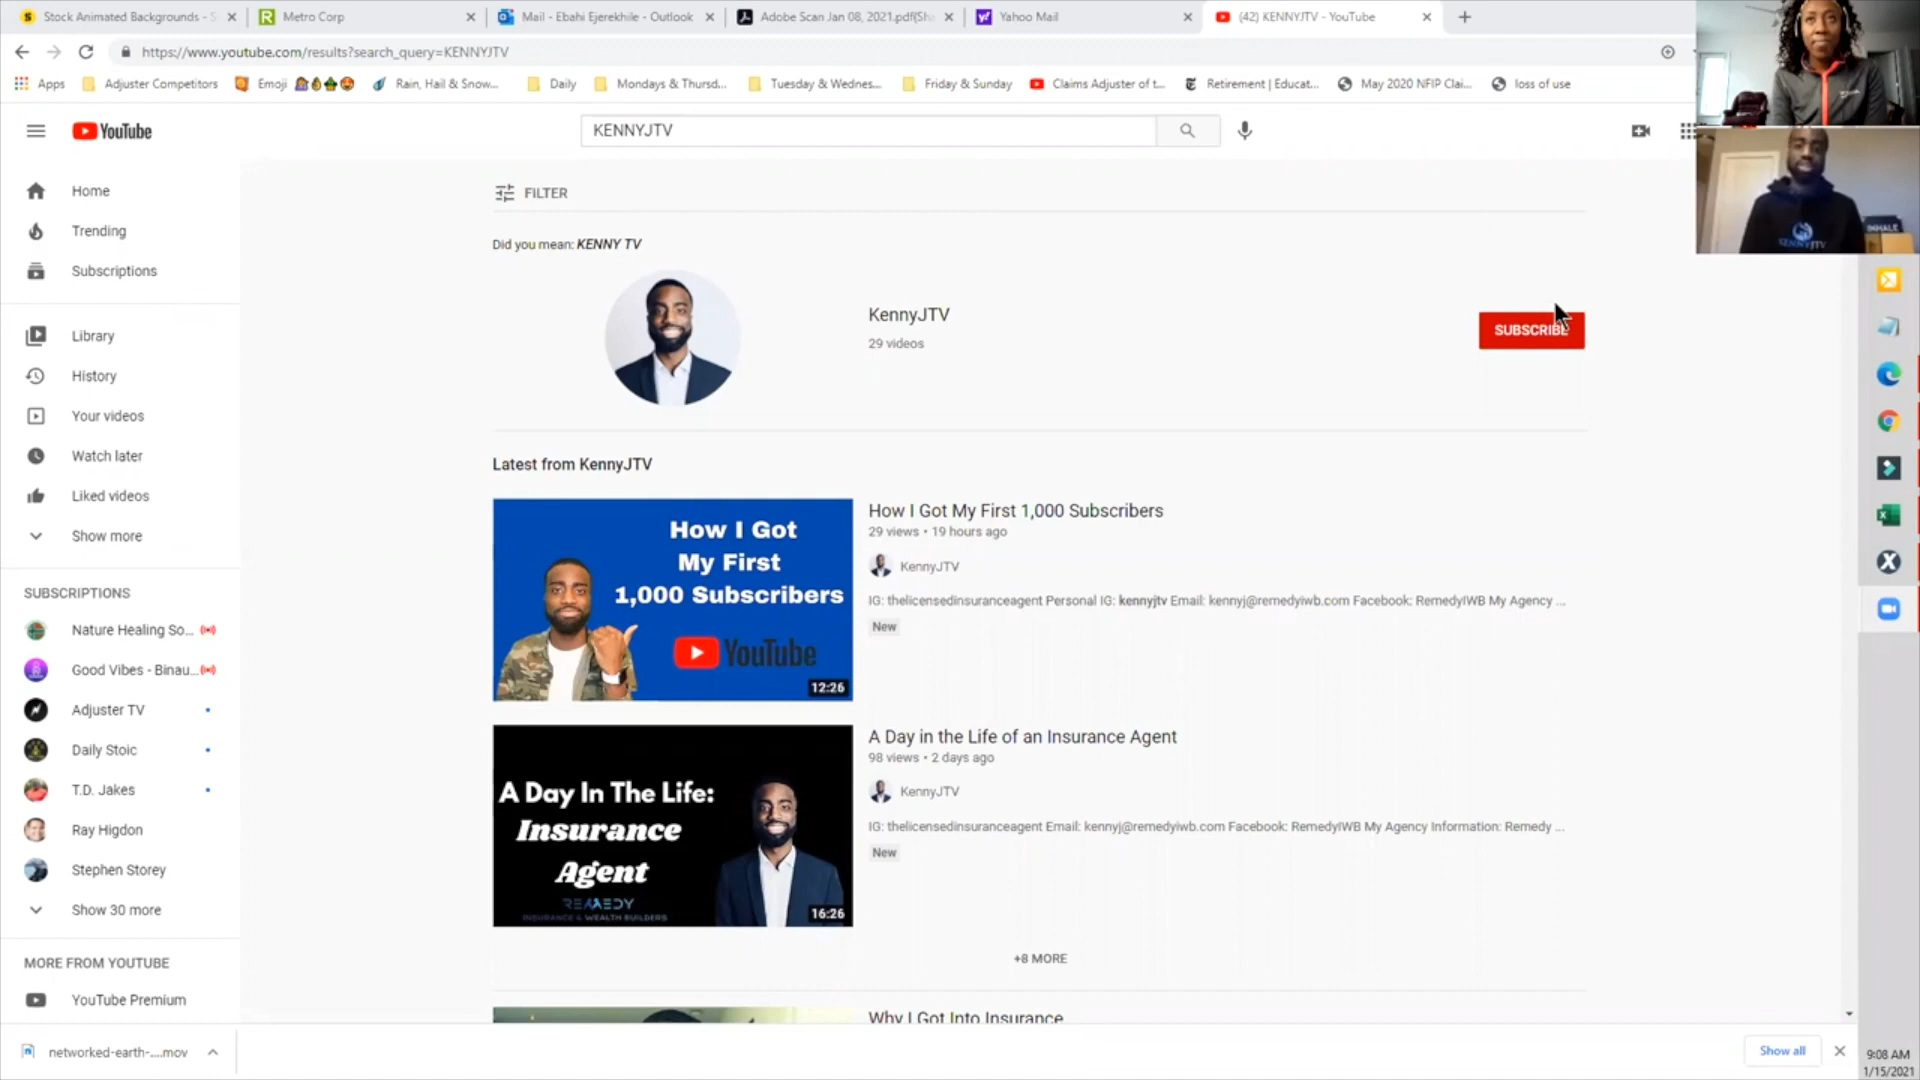 Stock Animated Backgrounds - S
Metro Corp
Mail - Ebahi Ejerekhile - Outlook
Adobe Scan Jan 08, 2021.pdf(Sha
Yahoo Mail
(42) KENNYJTV - YouTube
https://www.youtube.com/results?search_query=KENNYJTV
Apps
Adjuster Competitors
Emoji
Rain, Hail & Snow...
Daily
Mondays & Thursd...
Tuesday & Wednes...
Friday & Sunday
Claims Adjuster of t...
Retirement | Educat...
May 2020 NFIP Clai...
loss of use
YouTube
KENNYJTV
Home
Trending
Subscriptions
Library
History
Your videos
Watch later
Liked videos
Show more
SUBSCRIPTIONS
Nature Healing So...
Good Vibes - Binau...
Adjuster TV
Daily Stoic
T.D. Jakes
Ray Higdon
Stephen Storey
Show 30 more
MORE FROM YOUTUBE
YouTube Premium
FILTER
Did you mean: KENNY TV
KennyJTV
29 videos
SUBSCRIBE
Latest from KennyJTV
How I Got
My First
1,000 Subscribers
YouTube
12:26
How I Got My First 1,000 Subscribers
29 views • 19 hours ago
KennyJTV
IG: thelicensedinsuranceagent Personal IG: kennyjtv Email: kennyj@remedyiwb.com Facebook: RemedyIWB My Agency ...
New
A Day In The Life:
Insurance
Agent
REMEDY
INSURANCE & WEALTH BUILDERS
16:26
A Day in the Life of an Insurance Agent
98 views • 2 days ago
KennyJTV
IG: thelicensedinsuranceagent Email: kennyj@remedyiwb.com Facebook: RemedyIWB My Agency Information: Remedy ...
New
+8 MORE
Why I Got Into Insurance
KENNYJTV
INHALE
networked-earth-....mov
Show all
9:08 AM
1/15/2021